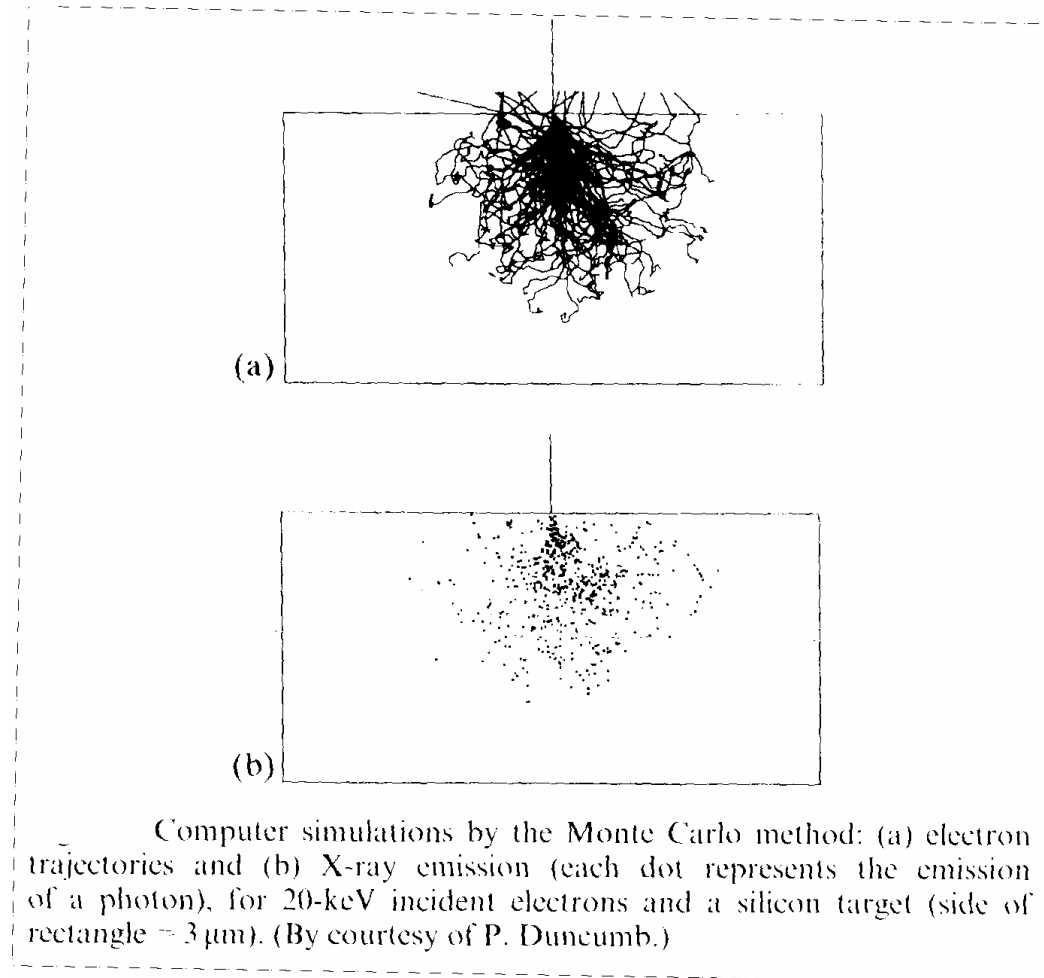 (a)
(b)
Computer simulations by the Monte Carlo method: (a) electron
trajectories and (b) X-ray emission (each dot represents the emission
of a photon), for 20-keV incident electrons and a silicon target (side of
rectangle = 3 μm). (By courtesy of P. Duncumb.)